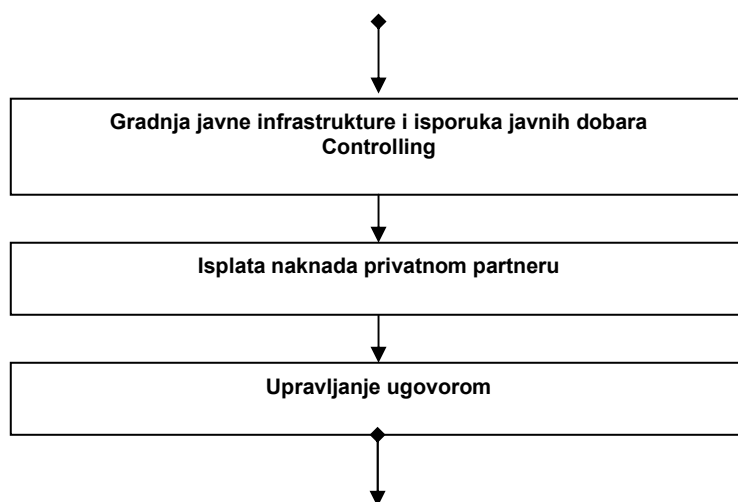 Gradnja javne infrastrukture i isporuka javnih dobara
Controlling
Isplata naknada privatnom partneru
Upravljanje ugovorom